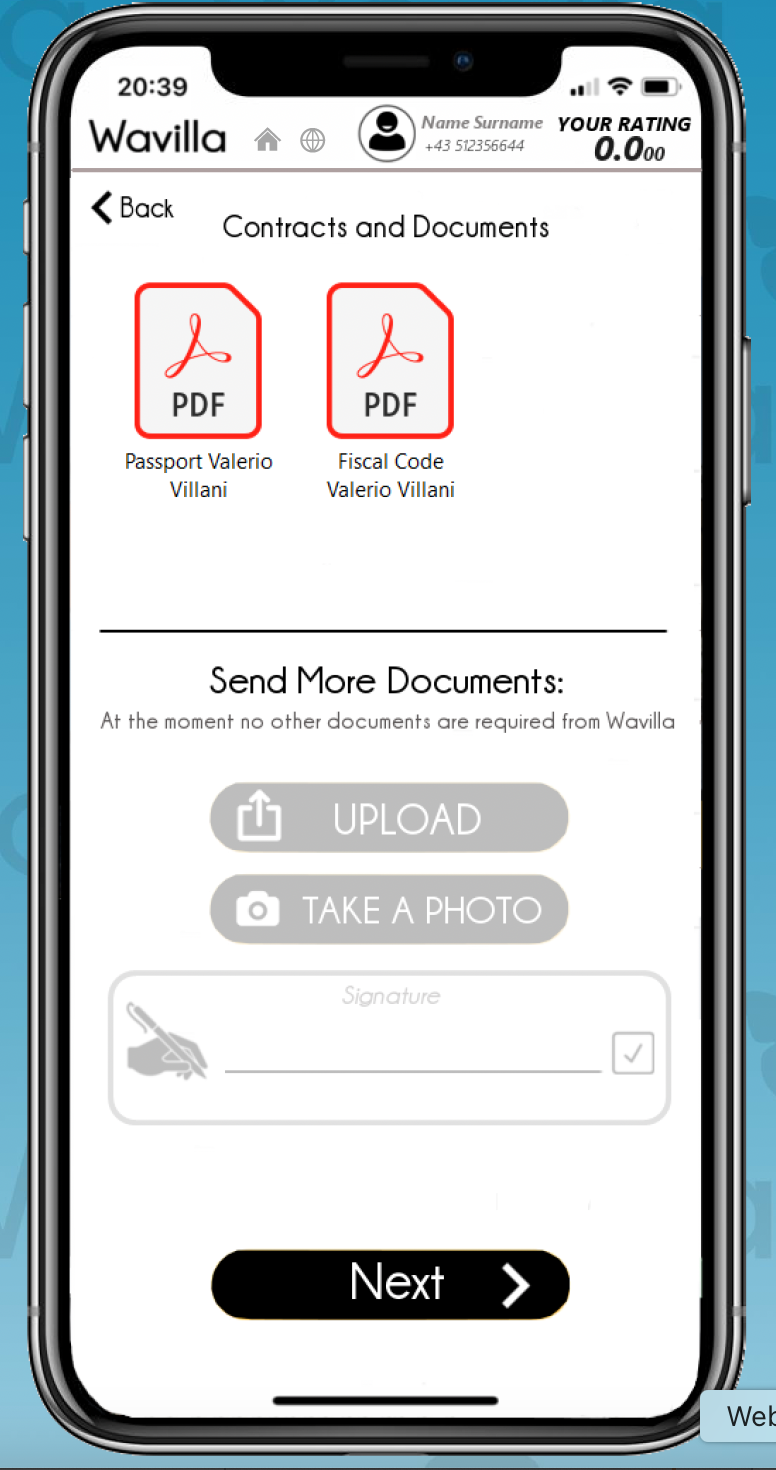 20:39
Wavilla
Name Surname
+43 512356644
YOUR RATING
0.000
Back
Contracts and Documents
PDF
PDF
Passport Valerio
Villani
Fiscal Code
Valerio Villani
Send More Documents:
At the moment no other documents are required from Wavilla
UPLOAD
TAKE A PHOTO
Signature
Next
Web